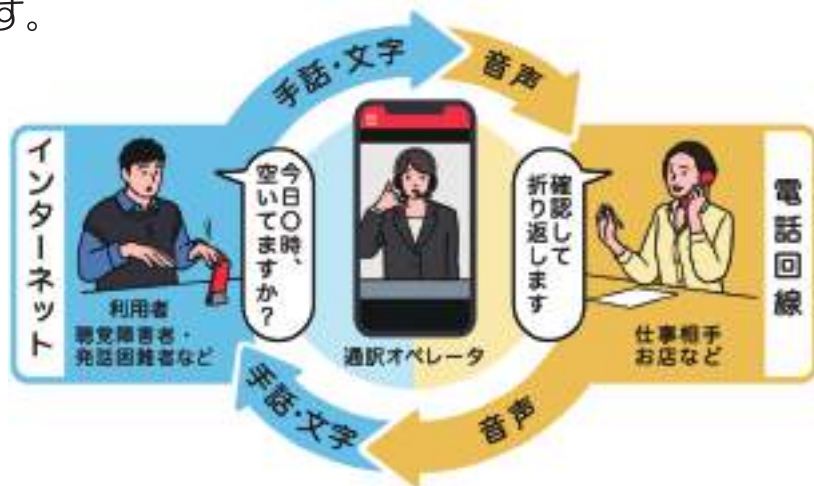 す。
手話・文字
音声
インターネット
今日〇時、
空いてますか?
利用者
聴覚障害者・
発話困難者など
通訳オペレータ
確認して
折り返します
電話回線
仕事相手
お店など
手話・文字
音声